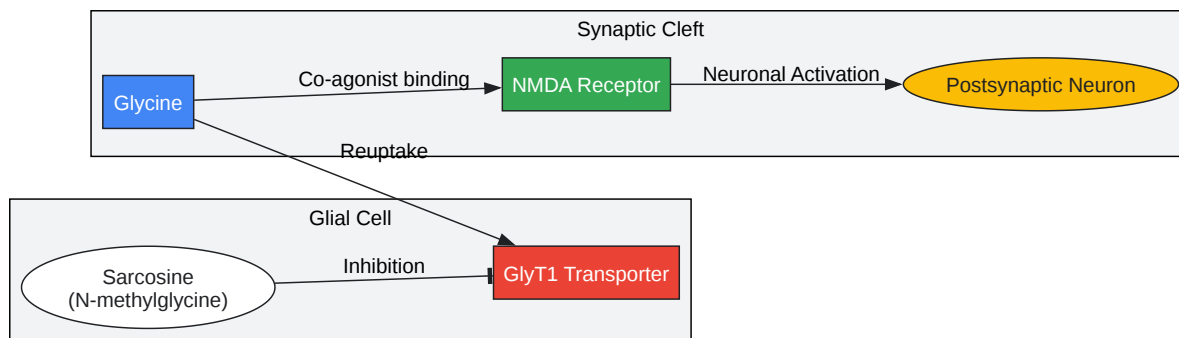 Synaptic Cleft
Glycine
Co-agonist binding
NMDA Receptor
Neuronal Activation
Postsynaptic Neuron
Reuptake
Glial Cell
Sarcosine
(N-methylglycine)
Inhibition
GlyT1 Transporter